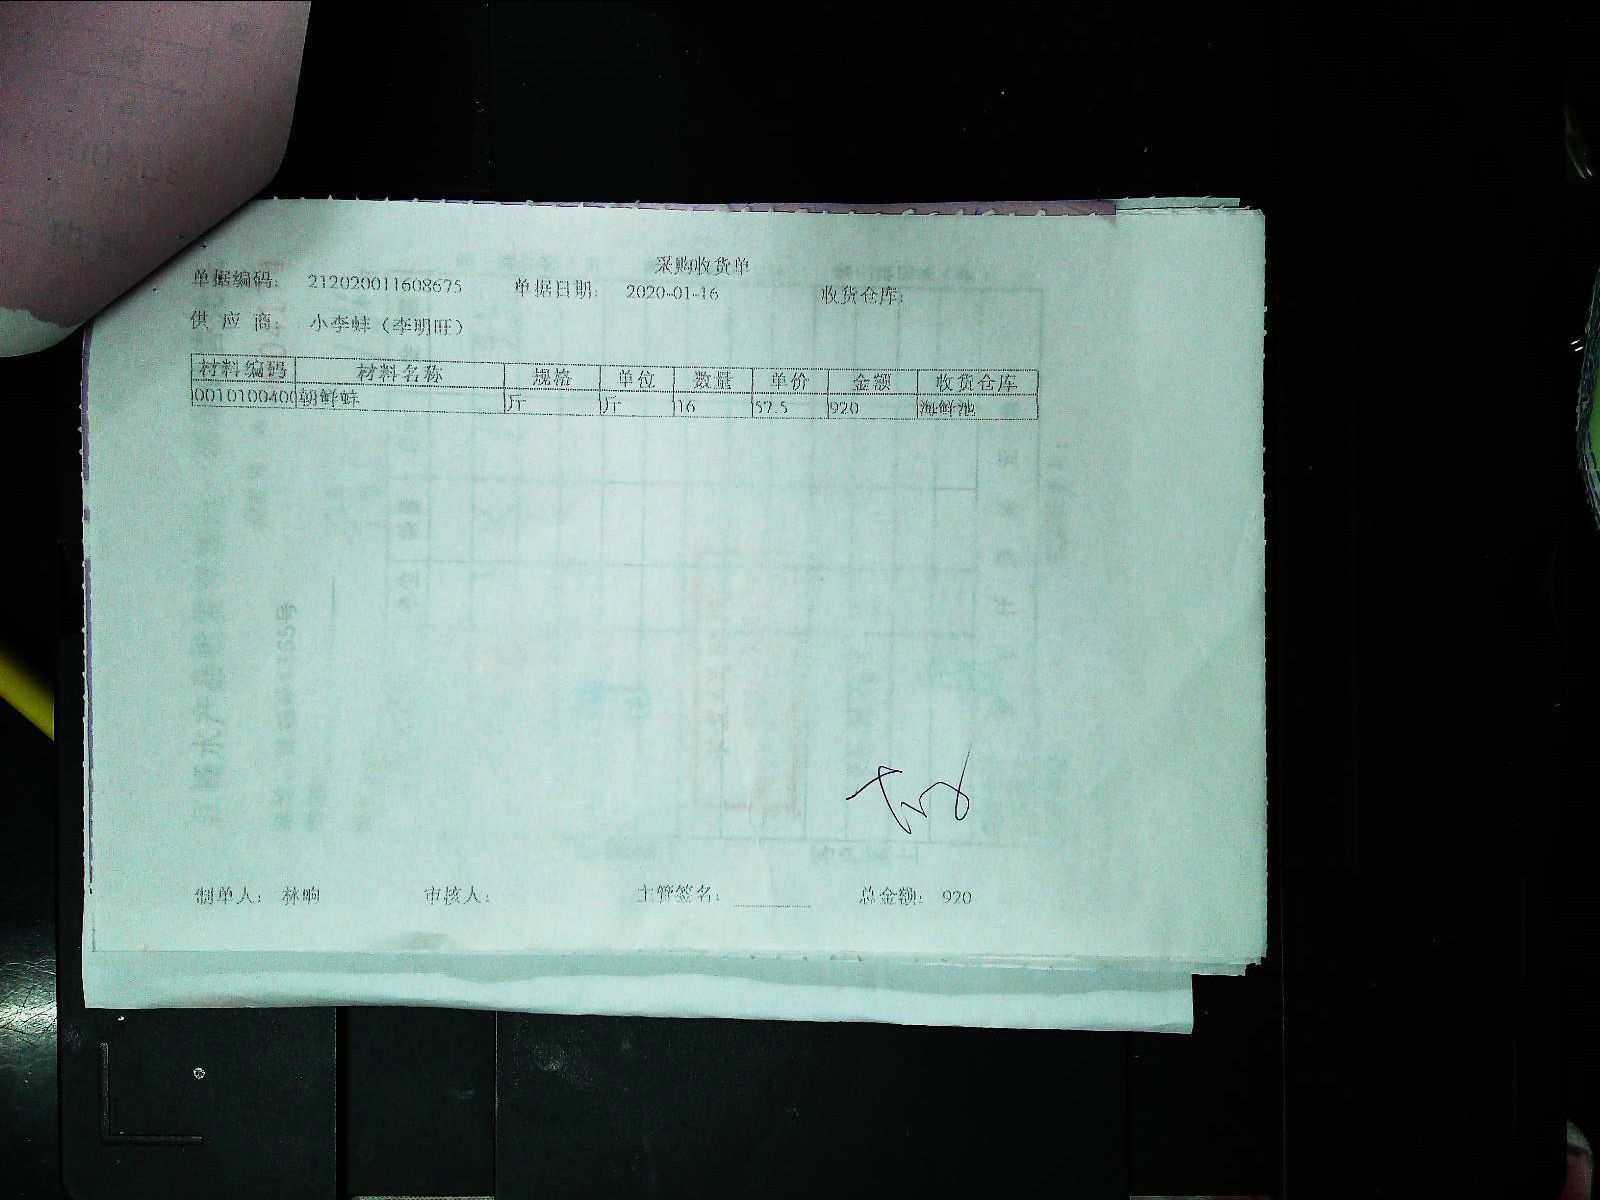 采购收货单
单据编码： 212020011608675 单据日期： 2020-01-16 收货仓库：
供 应 商： 小李蚌（李明旺）
材料编码 材料名称 规格 单位 数量 单价 金额 收货仓库
0010100400 朝鲜蚌 斤 斤 16 57.5 920 海鲜池
制单人： 林响 审核人： 主管签名： 总金额： 920